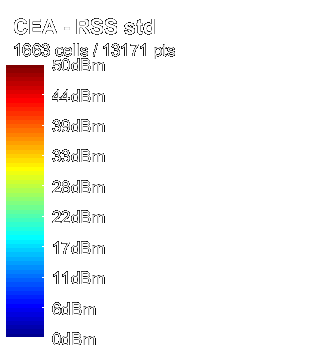 CEA - RSS std
1663 cells / 13171 pts
50dBm
44dBm
39dBm
33dBm
28dBm
22dBm
17dBm
11dBm
6dBm
0dBm